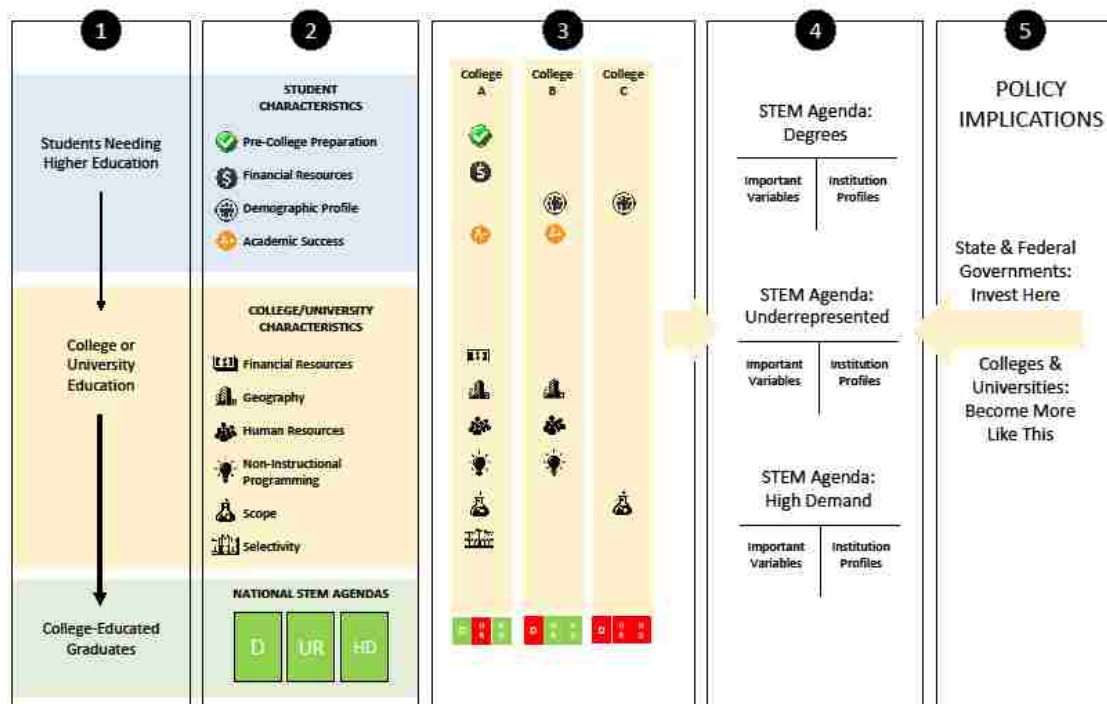 1
Students Needing
Higher Education
College or
University
Education
College-Educated
Graduates
2
STUDENT
CHARACTERISTICS
Pre-College Preparation
Financial Resources
Demographic Profile
Academic Success
COLLEGE/UNIVERSITY
CHARACTERISTICS
Financial Resources
Geography
Human Resources
Non-Instructional
Programming
Scope
Selectivity
NATIONAL STEM AGENDAS
D UR HD
3
College
A
College
B
College
C
D
D
D
4
STEM Agenda:
Degrees
Important
Variables
Institution
Profiles
STEM Agenda:
Underrepresented
Important
Variables
Institution
Profiles
STEM Agenda:
High Demand
Important
Variables
Institution
Profiles
5
POLICY
IMPLICATIONS
State & Federal
Governments:
Invest Here
Colleges &
Universities:
Become More
Like This